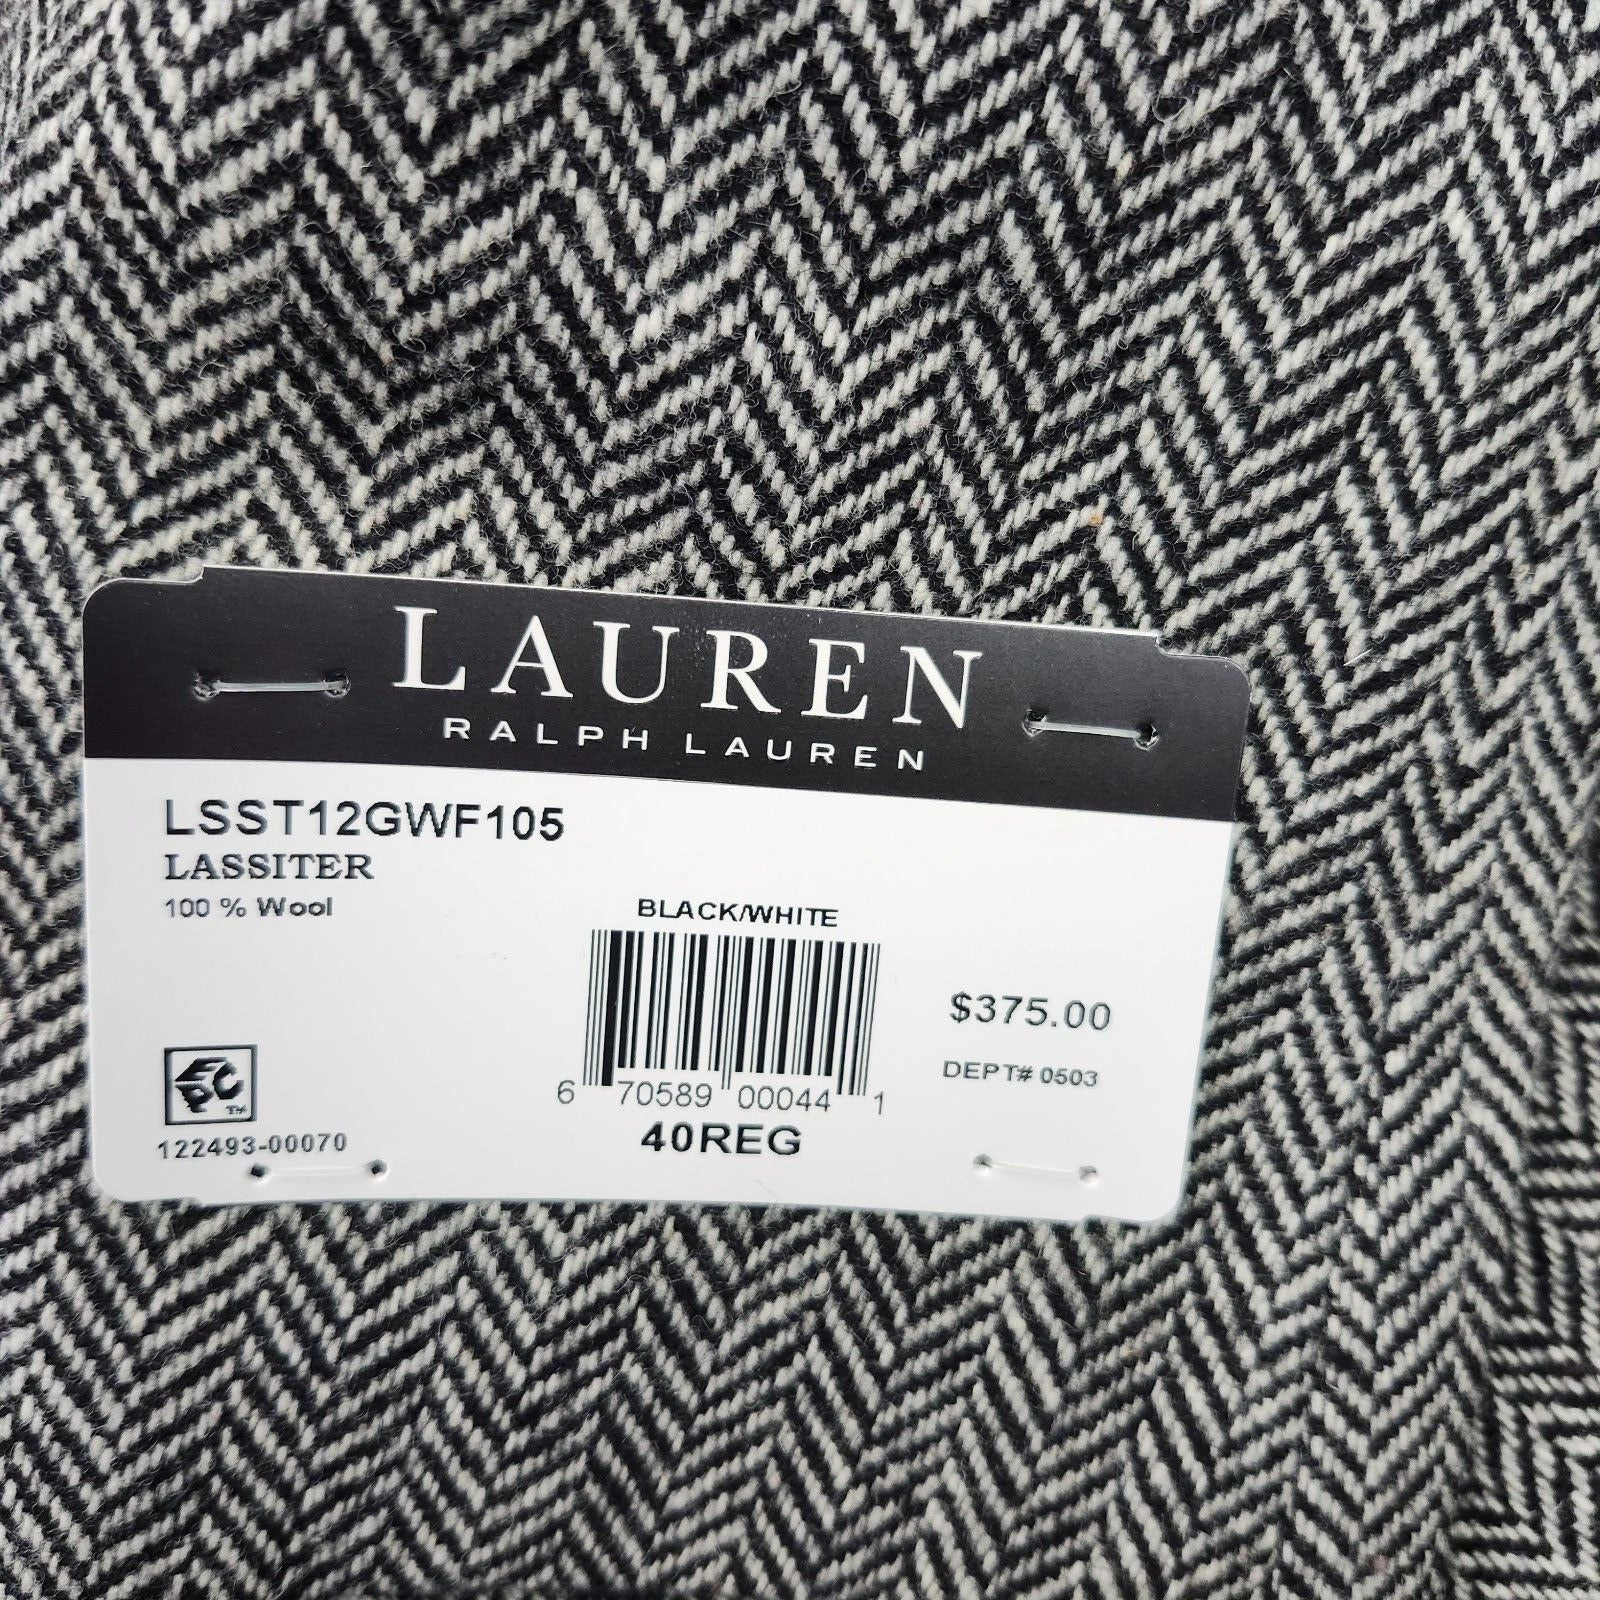 LAUREN
RALPH LAUREN
LSST12GWF105
LASSITER
100 % Wool
BLACK/WHITE
$375.00
DEPT# 0503
EPC™
6 70589 00044 1
122493-00070
40REG